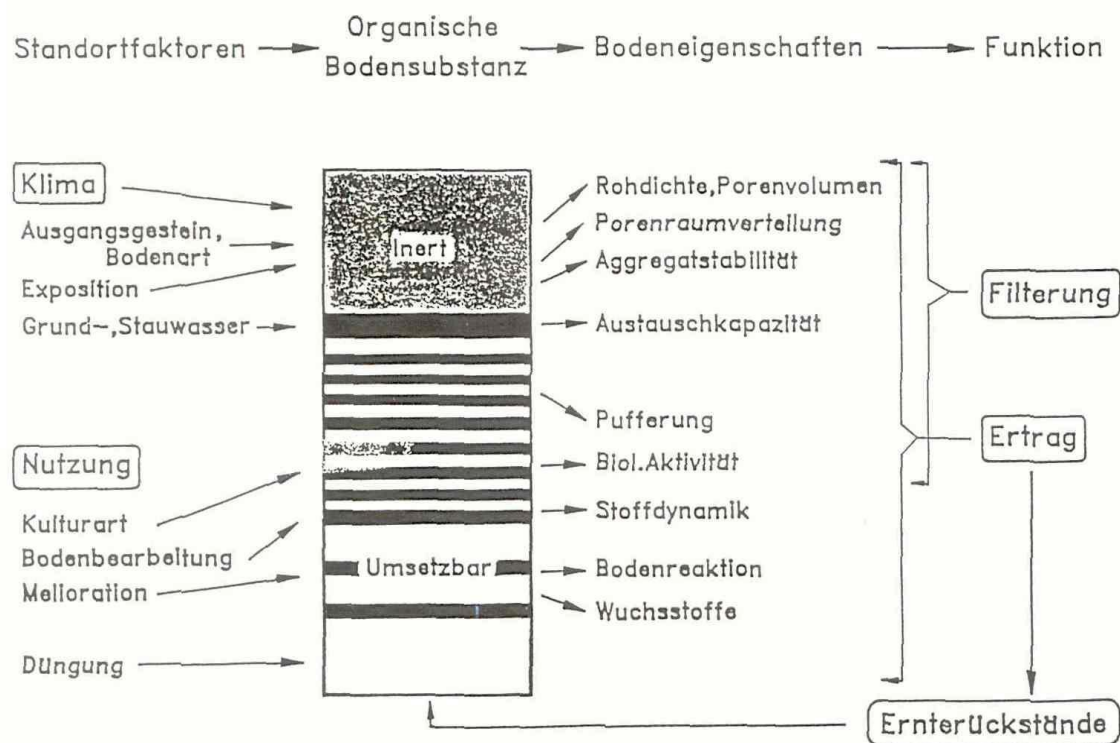 Standortfaktoren
Organische
Bodensubstanz
Bodeneigenschaften
Funktion
Klima
Ausgangsgestein,
Bodenart
Exposition
Grund-,Stauwasser
Nutzung
Kulturart
Bodenbearbeitung
Melioration
Düngung
Inert
Umsetzbar
Rohdichte,Porenvolumen
Porenraumverteilung
Aggregatstabilität
Austauschkapazität
Pufferung
Biol.Aktivität
Stoffdynamik
Bodenreaktion
Wuchsstoffe
Filterung
Ertrag
Ernterückstände